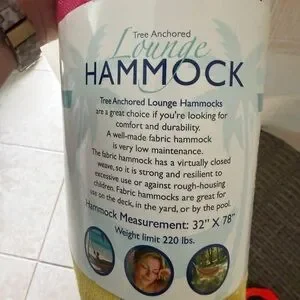 Tree Anchored
Lounge
HAMMOCK
Tree Anchored Lounge Hammocks
are a great choice if you're looking for
comfort and durability.
A well-made fabric hammock
is very low maintenance.
The fabric hammock has a virtually closed
weave, so it is strong and resilient to
excessive use or against rough-housing
children. Fabric hammocks are great for
use on the deck, in the yard, or by the pool.
Hammock Measurement: 32" X 78"
Weight limit 220 lbs.